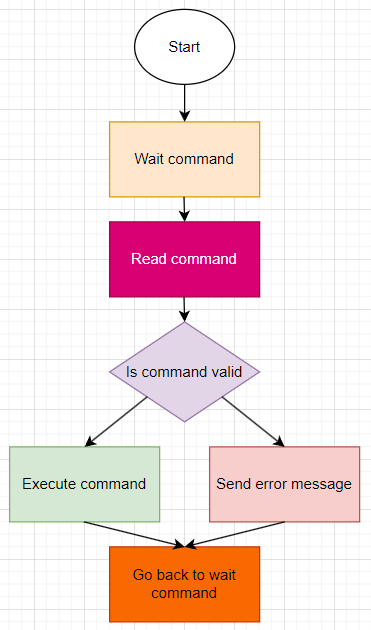 Start
Wait command
Read command
Is command valid
Execute command
Send error message
Go back to wait
command